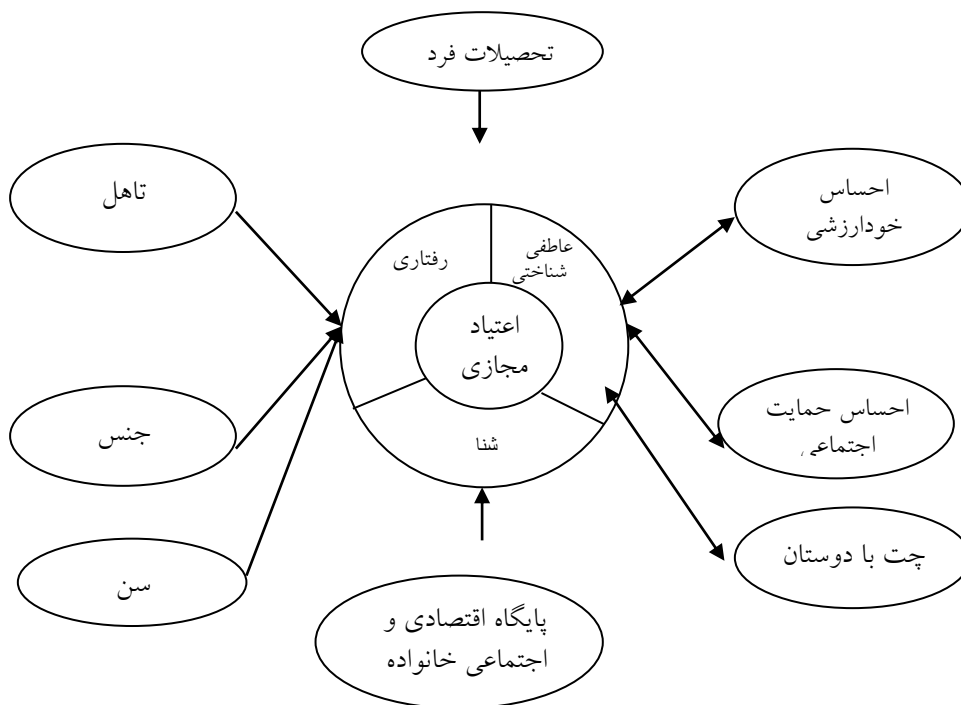 تحصیلات فرد
تاهل
احساس
خودارزشی
رفتاری
عاطفی
شناختی
اعتیاد
مجازی
جنس
احساس حمایت
اجتماعی
شنا
چت با دوستان
سن
پایگاه اقتصادی و
اجتماعی خانواده